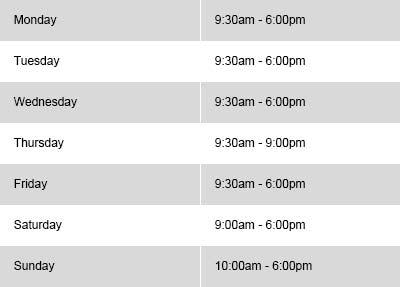 Monday 9:30am - 6:00pm
Tuesday 9:30am - 6:00pm
Wednesday 9:30am - 6:00pm
Thursday 9:30am - 9:00pm
Friday 9:30am - 6:00pm
Saturday 9:00am - 6:00pm
Sunday 10:00am - 6:00pm